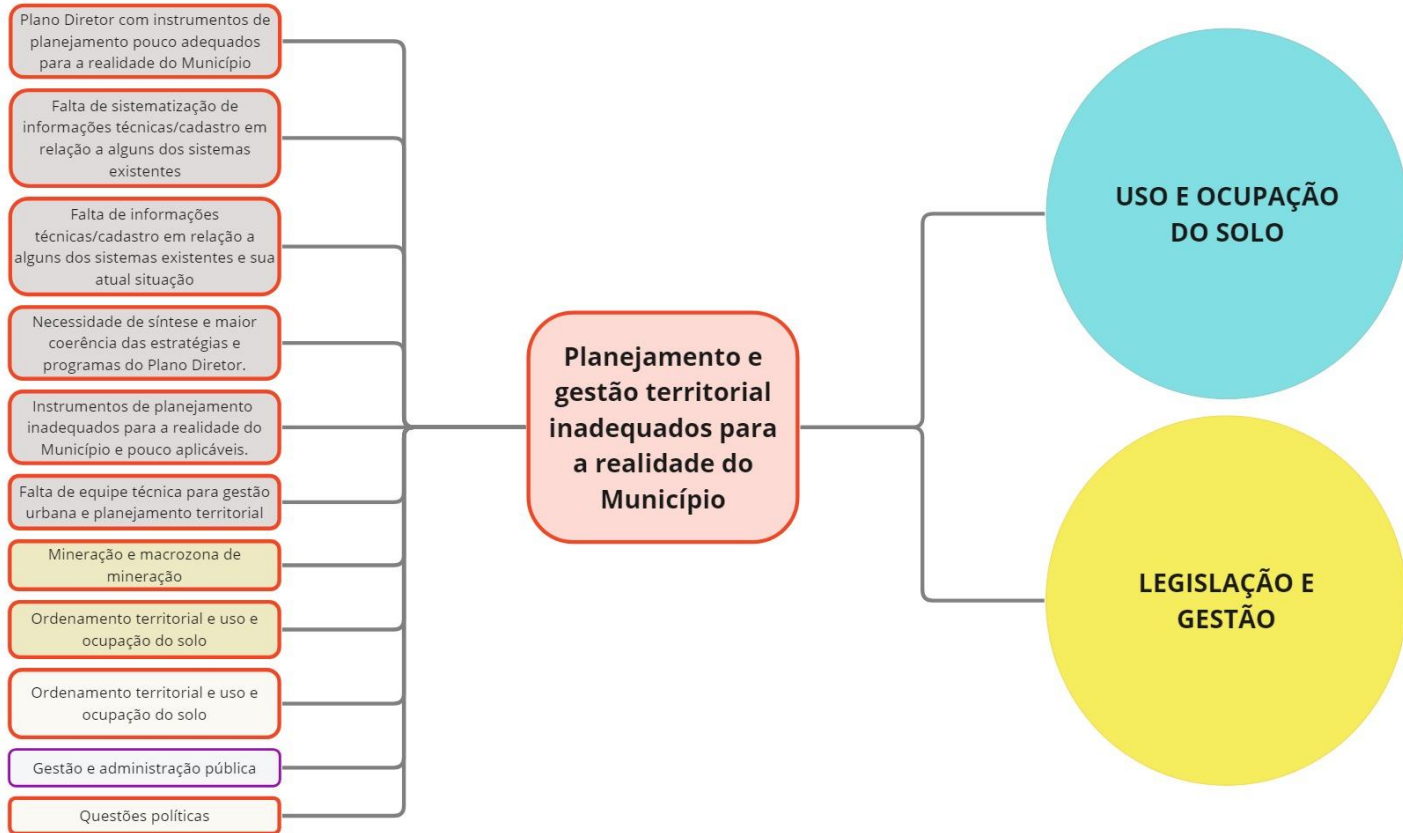 Plano Diretor com instrumentos de
planejamento pouco adequados
para a realidade do Município
Falta de sistematização de
informações técnicas/cadastro em
relação a alguns dos sistemas
existentes
Falta de informações
técnicas/cadastro em relação a
alguns dos sistemas existentes e sua
atual situação
Necessidade de síntese e maior
coerência das estratégias e
programas do Plano Diretor.
Instrumentos de planejamento
inadequados para a realidade do
Município e pouco aplicáveis.
Falta de equipe técnica para gestão
urbana e planejamento territorial
Mineração e macrozona de
mineração
Ordenamento territorial e uso e
ocupação do solo
Ordenamento territorial e uso e
ocupação do solo
Gestão e administração pública
Questões políticas
Planejamento e
gestão territorial
inadequados para
a realidade do
Município
USO E OCUPAÇÃO
DO SOLO
LEGISLAÇÃO E
GESTÃO